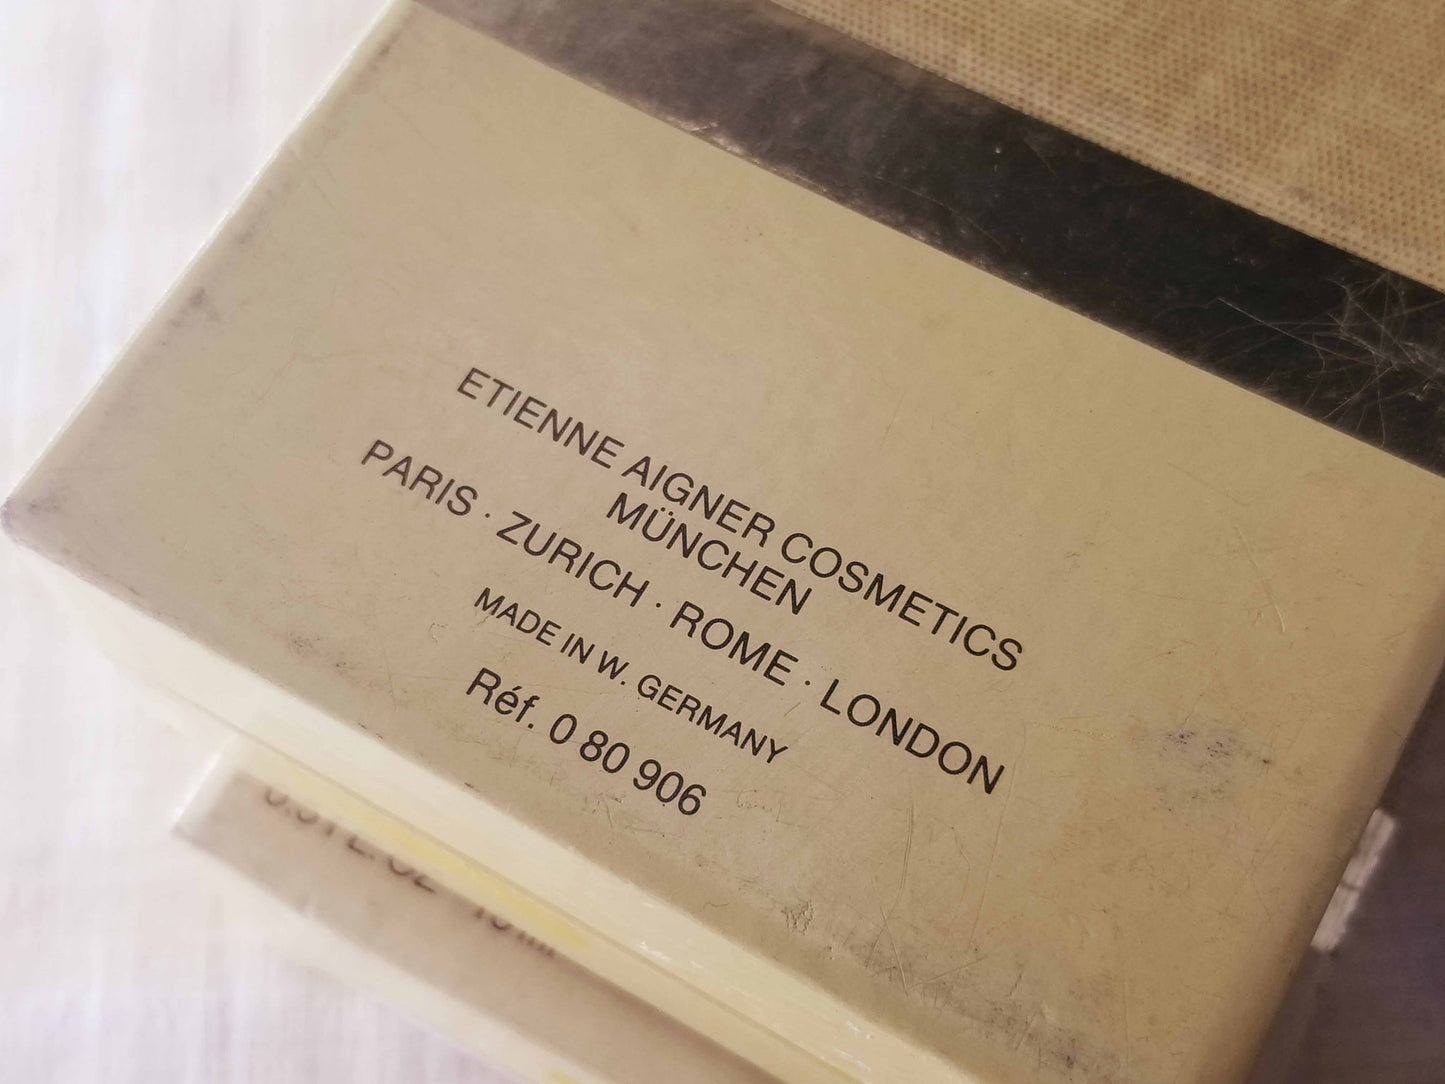 ETIENNE AIGNER COSMETICS
MÜNCHEN
PARIS · ZURICH · ROME · LONDON
MADE IN W. GERMANY
Réf. 0 80 906